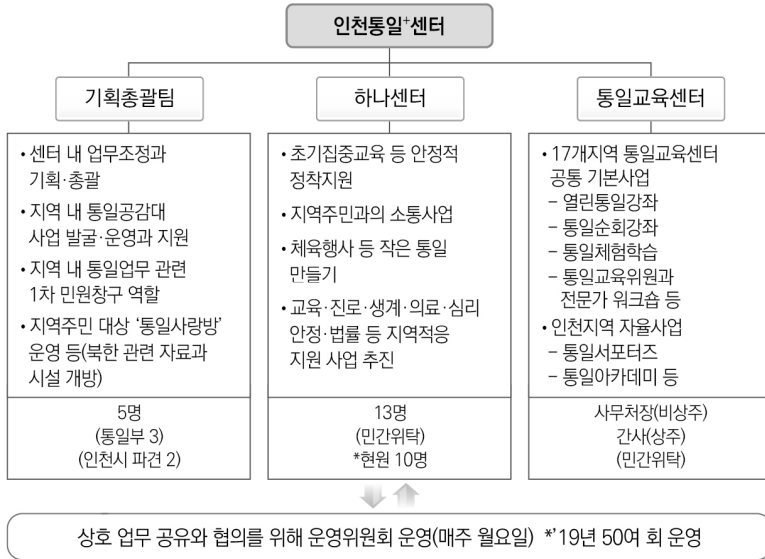 인천통일⁺센터
기획총괄팀
• 센터 내 업무조정과
기획·총괄
• 지역 내 통일공감대
사업 발굴·운영과 지원
• 지역 내 통일업무 관련
1차 민원창구 역할
• 지역주민 대상 ‘통일사랑방’
운영 등(북한 관련 자료과
시설 개방)
5명
(통일부 3)
(인천시 파견 2)
하나센터
• 초기집중교육 등 안정적
정착지원
• 지역주민과의 소통사업
• 체육행사 등 작은 통일
만들기
• 교육·진로·생계·의료·심리
안정·법률 등 지역적응
지원 사업 추진
13명
(민간위탁)
*현원 10명
통일교육센터
• 17개지역 통일교육센터
공통 기본사업
– 열린통일강좌
– 통일순회강좌
– 통일체험학습
– 통일교육위원과
전문가 워크숍 등
• 인천지역 자율사업
– 통일서포터즈
– 통일아카데미 등
사무처장(비상주)
간사(상주)
(민간위탁)
상호 업무 공유와 협의를 위해 운영위원회 운영(매주 월요일) *’19년 50여 회 운영